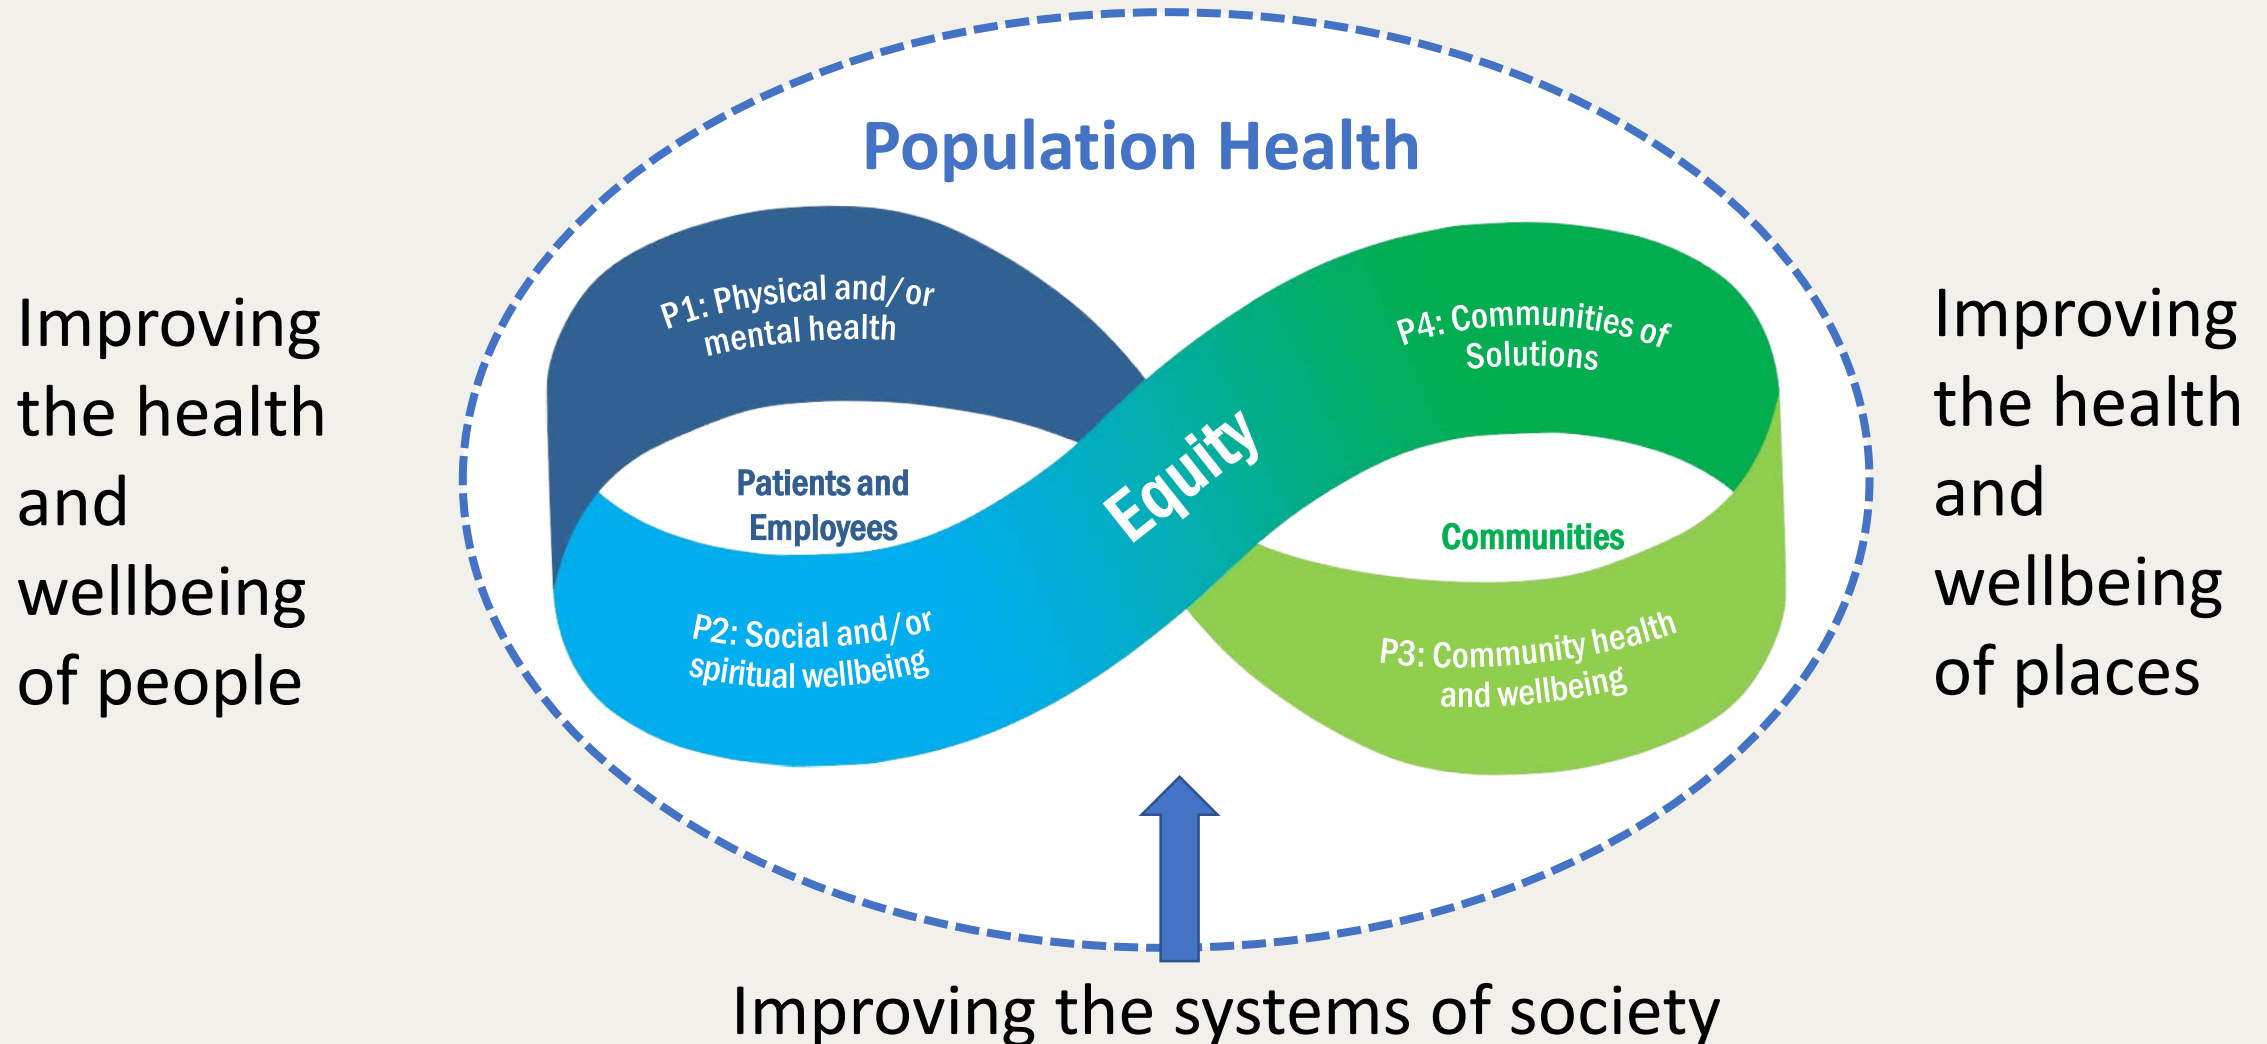 Population Health
Improving
the health
and
wellbeing
of people
P1: Physical and/or
mental health
Patients and
Employees
P2: Social and/or
spiritual wellbeing
Equity
P4: Communities of
Solutions
Communities
P3: Community health
and wellbeing
Improving
the health
and
wellbeing
of places
Improving the systems of society